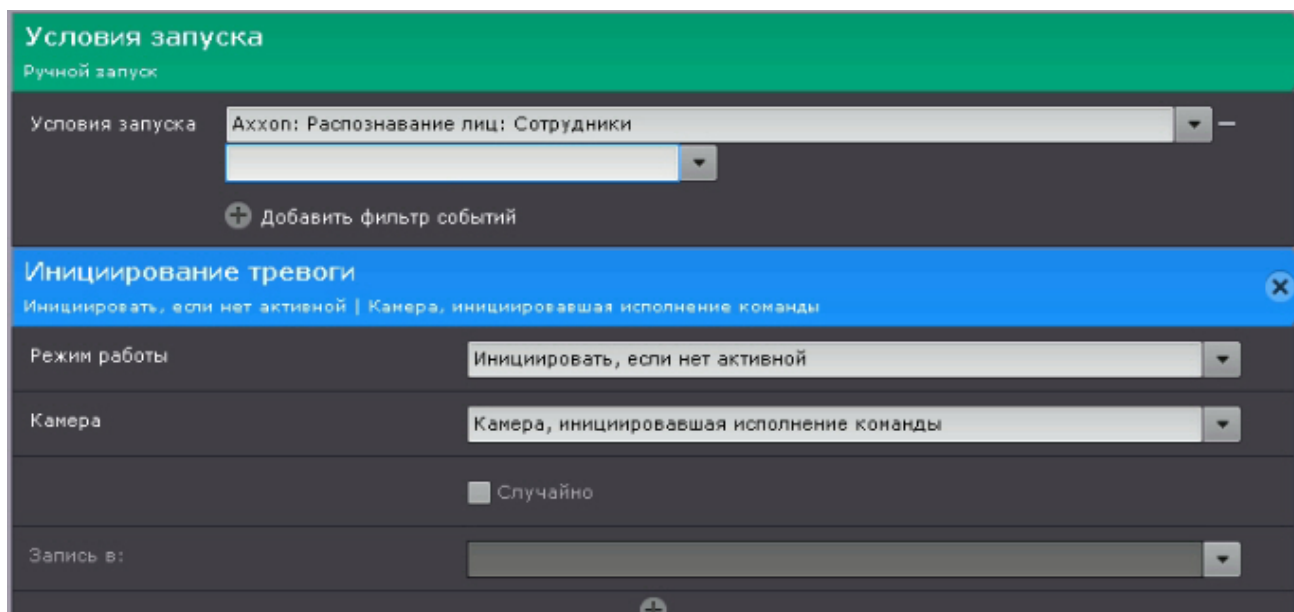 Условия запуска
Ручной запуск
Условия запуска
Axxon: Распознавание лиц: Сотрудники
Добавить фильтр событий
Инициирование тревоги
Инициировать, если нет активной | Камера, инициировавшая исполнение команды
Режим работы
Инициировать, если нет активной
Камера
Камера, инициировавшая исполнение команды
Случайно
Запись в: